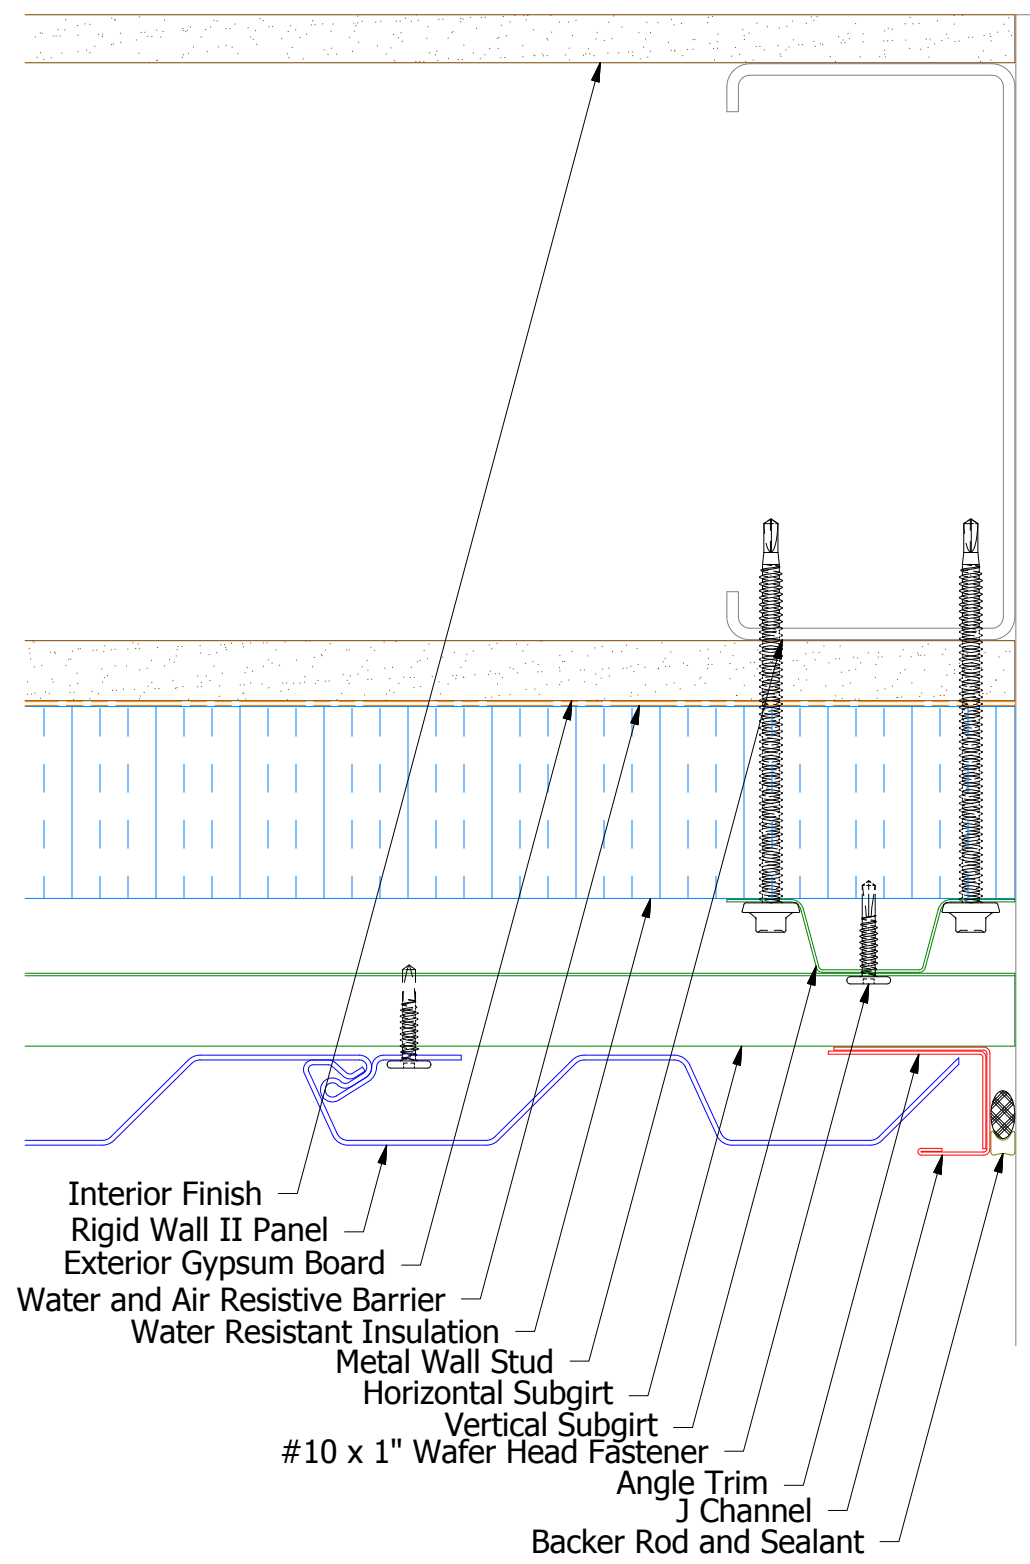 Interior Finish
Rigid Wall II Panel
Exterior Gypsum Board
Water and Air Resistive Barrier
Water Resistant Insulation
Metal Wall Stud
Horizontal Subgirt
Vertical Subgirt
#10 x 1" Wafer Head Fastener
Angle Trim
J Channel
Backer Rod and Sealant